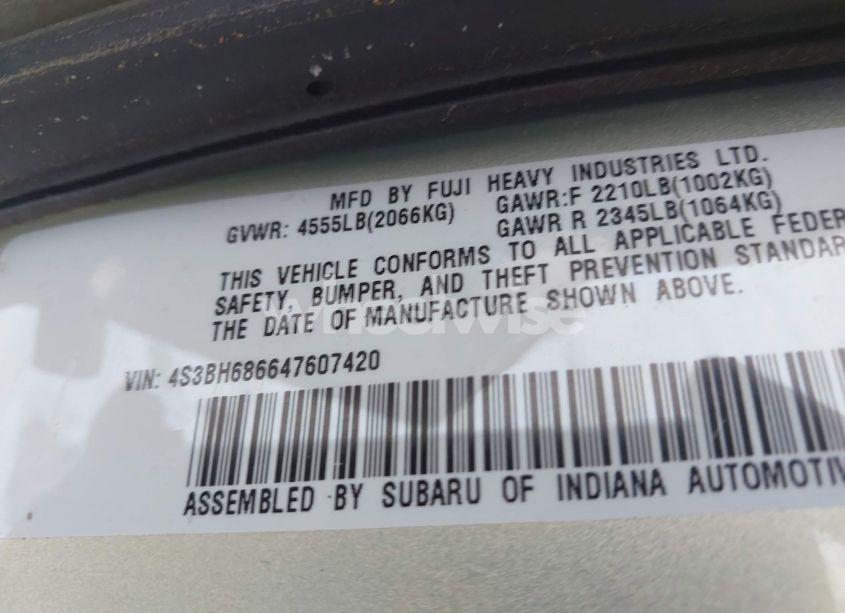 MFD BY FUJI HEAVY INDUSTRIES LTD.
GVWR: 4555LB(2066KG) GAWR:F 2210LB(1002KG)
GAWR R 2345LB(1064KG)
THIS VEHICLE CONFORMS TO ALL APPLICABLE FEDER
SAFETY, BUMPER, AND THEFT PREVENTION STANDAR
THE DATE OF MANUFACTURE SHOWN ABOVE.
wheelwise
VIN: 4S3BH686647607420
ASSEMBLED BY SUBARU OF INDIANA AUTOMOTIV